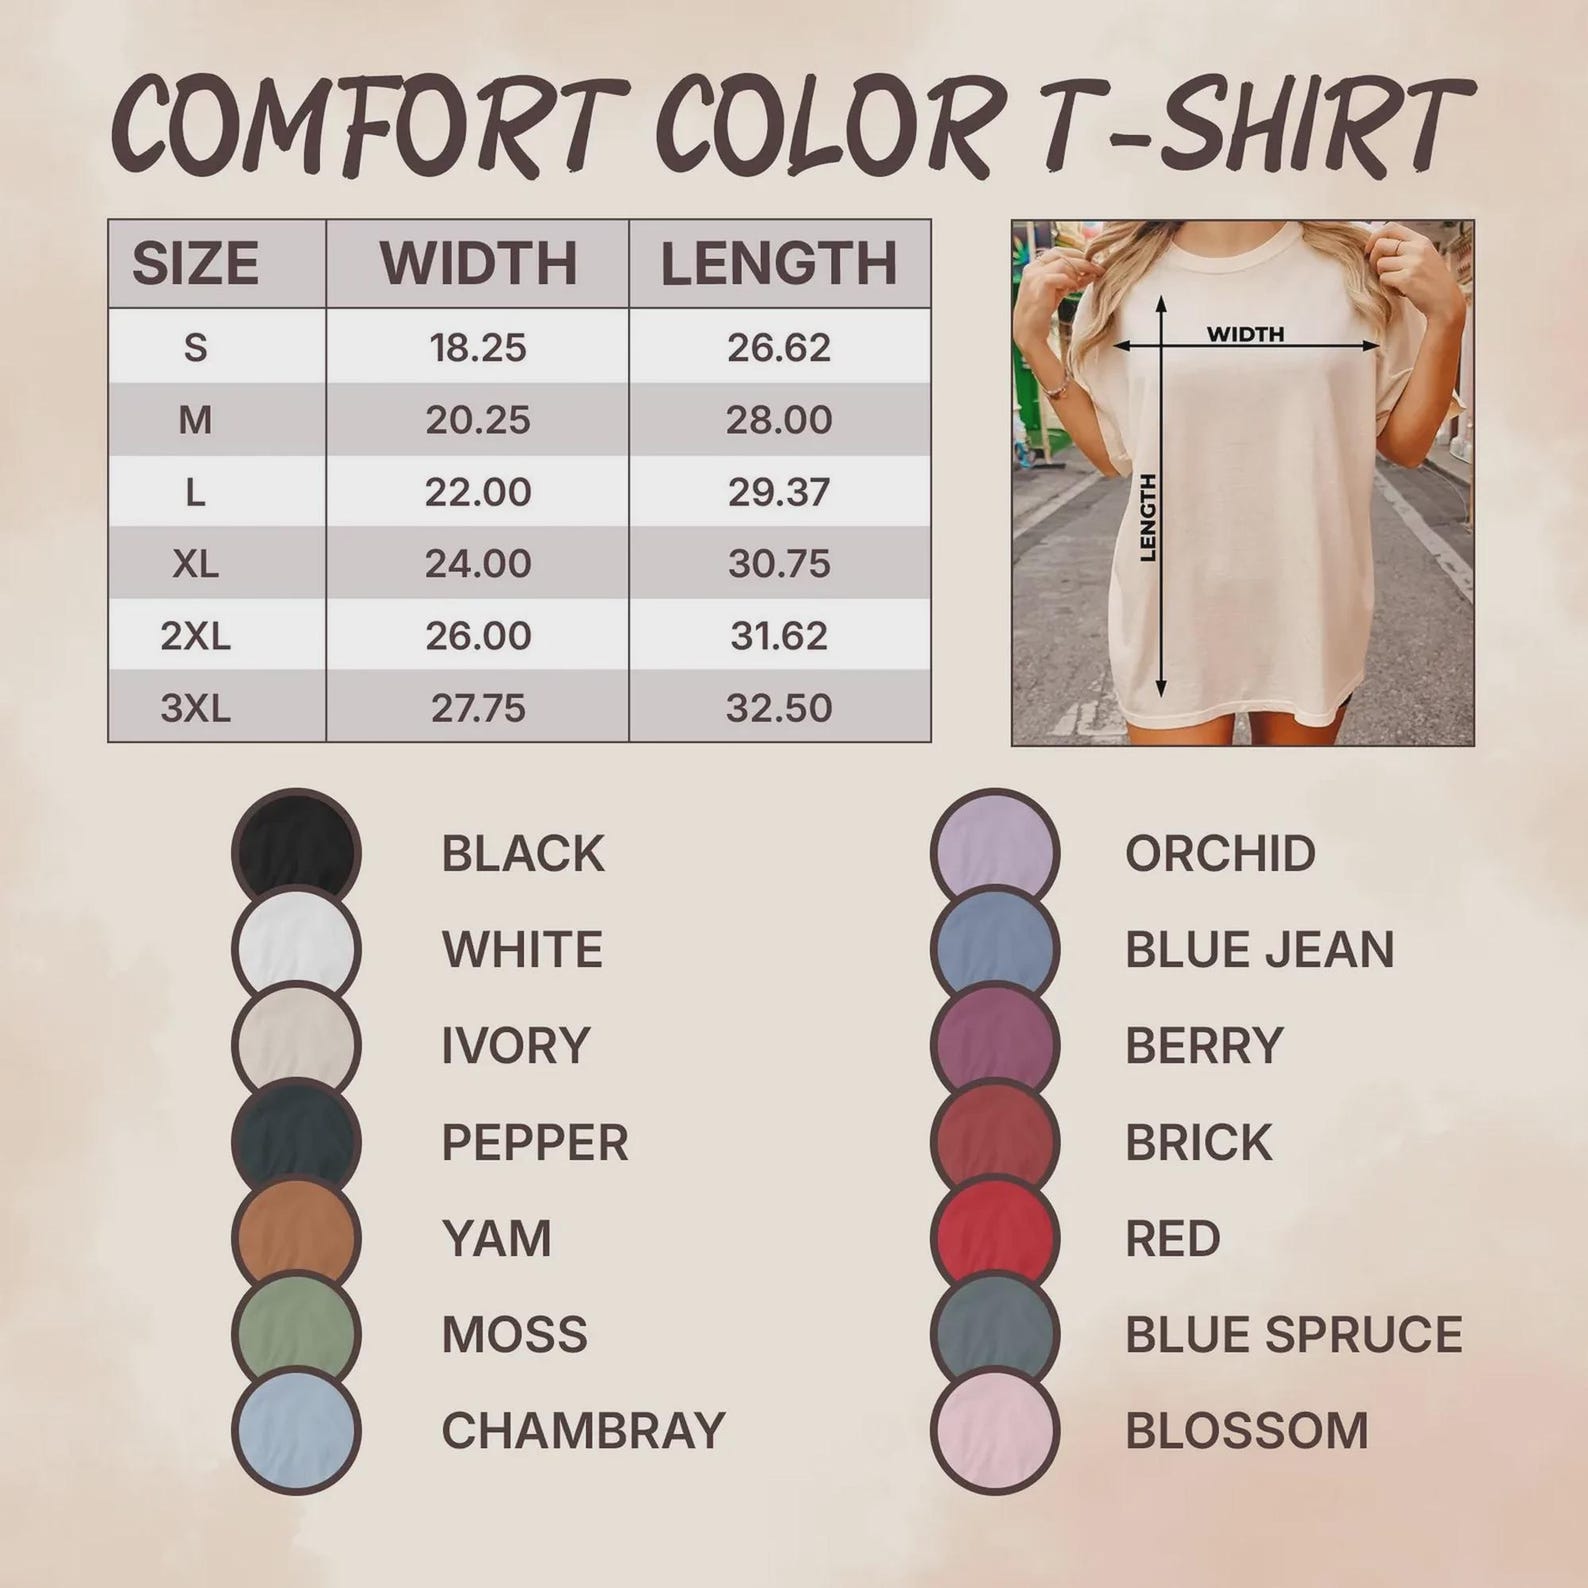 COMFORT COLOR T-SHIRT
SIZE WIDTH LENGTH
S 18.25 26.62
M 20.25 28.00
L 22.00 29.37
XL 24.00 30.75
2XL 26.00 31.62
3XL 27.75 32.50
WIDTH
LENGTH
BLACK
WHITE
IVORY
PEPPER
YAM
MOSS
CHAMBRAY
ORCHID
BLUE JEAN
BERRY
BRICK
RED
BLUE SPRUCE
BLOSSOM